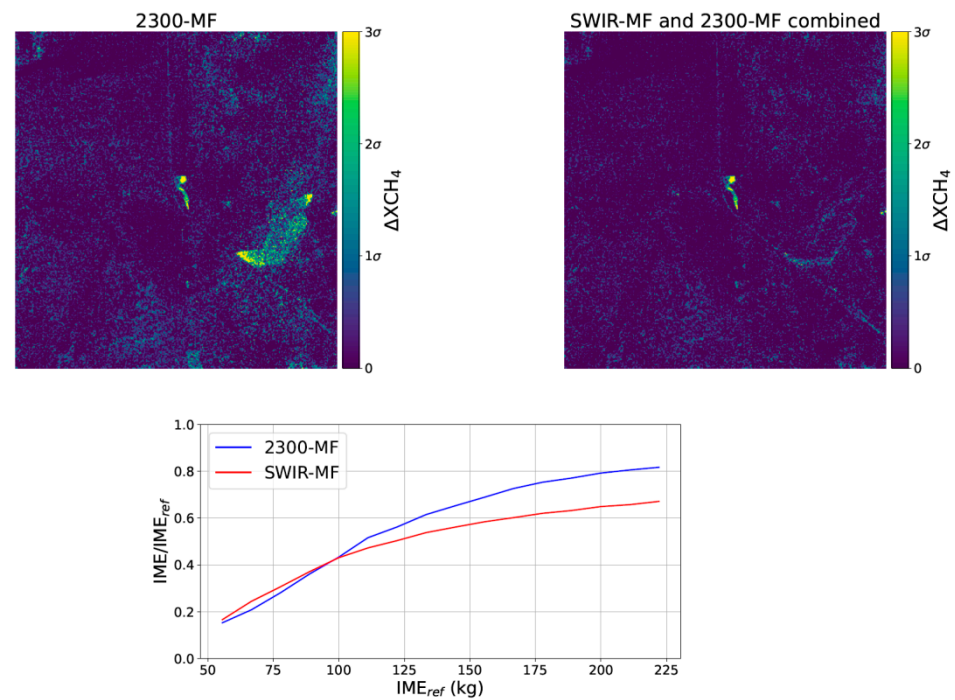 2300-MF
3σ
2σ
1σ
0
ΔXCH₄
SWIR-MF and 2300-MF combined
3σ
2σ
1σ
0
ΔXCH₄
1.0
0.8
0.6
0.4
0.2
0.0
IME/IME_ref
2300-MF
SWIR-MF
50 75 100 125 150 175 200 225
IME_ref (kg)